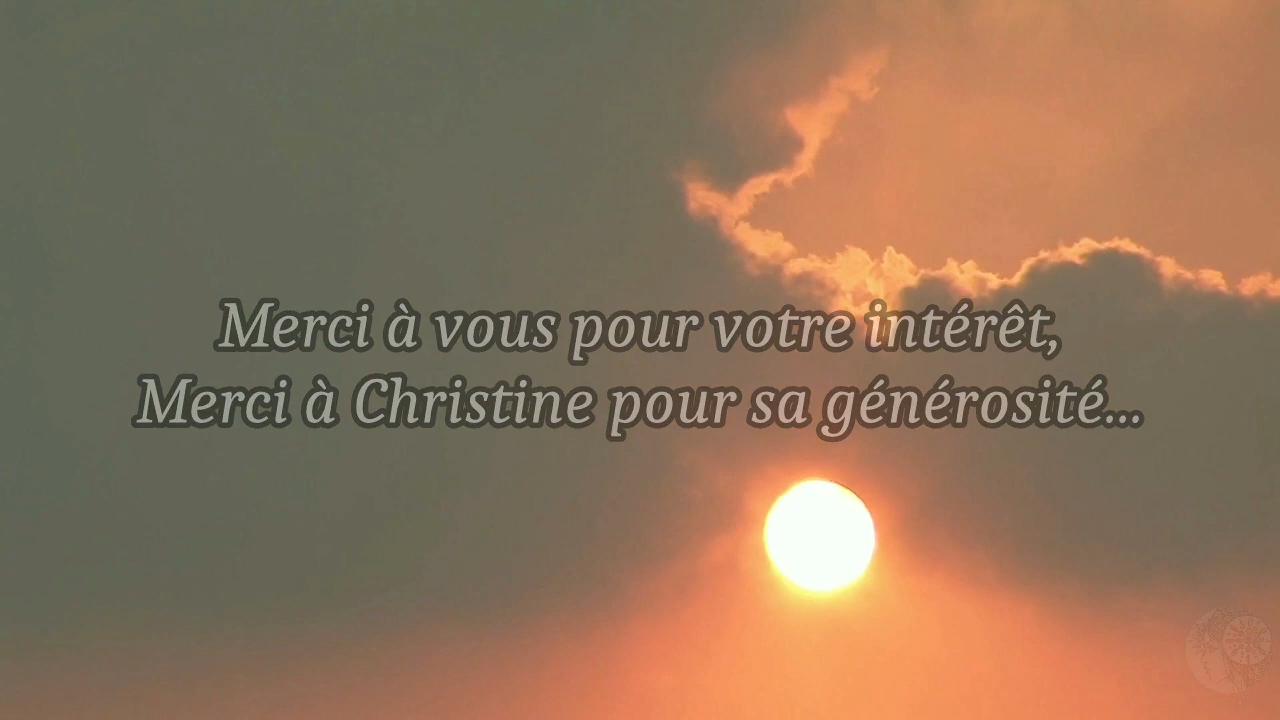 Merci à vous pour votre intérêt,
Merci à Christine pour sa générosité...